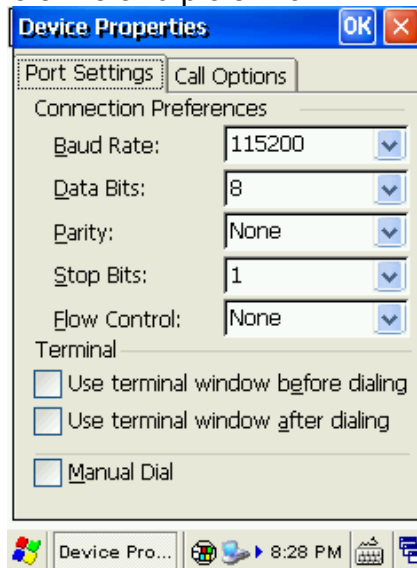 Device Properties OK
Port Settings Call Options
Connection Preferences
Baud Rate: 115200
Data Bits: 8
Parity: None
Stop Bits: 1
Flow Control: None
Terminal
Use terminal window before dialing
Use terminal window after dialing
Manual Dial
Device Pro... 8:28 PM